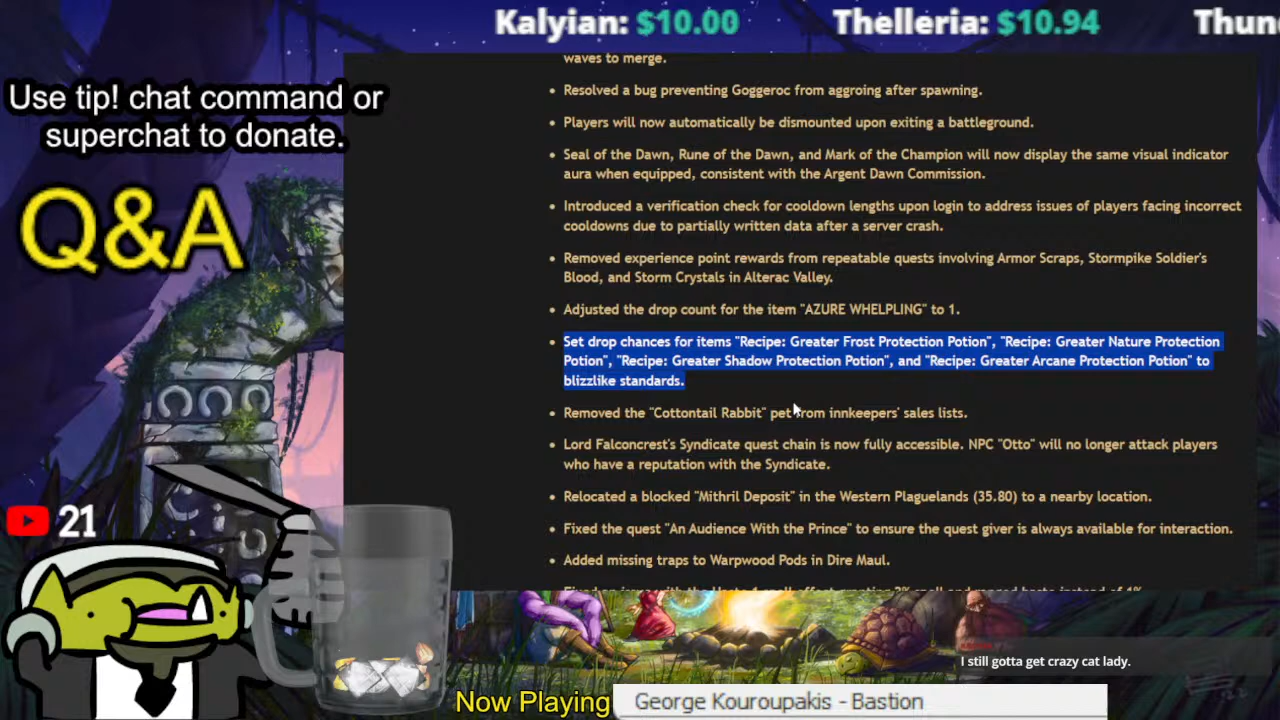 Kalyian: $10.00 Thelleria: $10.94 Thun
Use tip! chat command or
superchat to donate.
Q&A
waves to merge.
• Resolved a bug preventing Goggeroc from aggroing after spawning.
• Players will now automatically be dismounted upon exiting a battleground.
• Seal of the Dawn, Rune of the Dawn, and Mark of the Champion will now display the same visual indicator
aura when equipped, consistent with the Argent Dawn Commission.
• Introduced a verification check for cooldown lengths upon login to address issues of players facing incorrect
cooldowns due to partially written data after a server crash.
• Removed experience point rewards from repeatable quests involving Armor Scraps, Stormpike Soldier's
Blood, and Storm Crystals in Alterac Valley.
• Adjusted the drop count for the item "AZURE WHELPLING" to 1.
• Set drop chances for items "Recipe: Greater Frost Protection Potion", "Recipe: Greater Nature Protection
Potion", "Recipe: Greater Shadow Protection Potion", and "Recipe: Greater Arcane Protection Potion" to
blizzlike standards.
• Removed the "Cottontail Rabbit" pet from innkeepers' sales lists.
• Lord Falconcrest's Syndicate quest chain is now fully accessible. NPC "Otto" will no longer attack players
who have a reputation with the Syndicate.
• Relocated a blocked "Mithril Deposit" in the Western Plaguelands (35.80) to a nearby location.
• Fixed the quest "An Audience With the Prince" to ensure the quest giver is always available for interaction.
• Added missing traps to Warpwood Pods in Dire Maul.
21
I still gotta get crazy cat lady.
Now Playing George Kouroupakis - Bastion